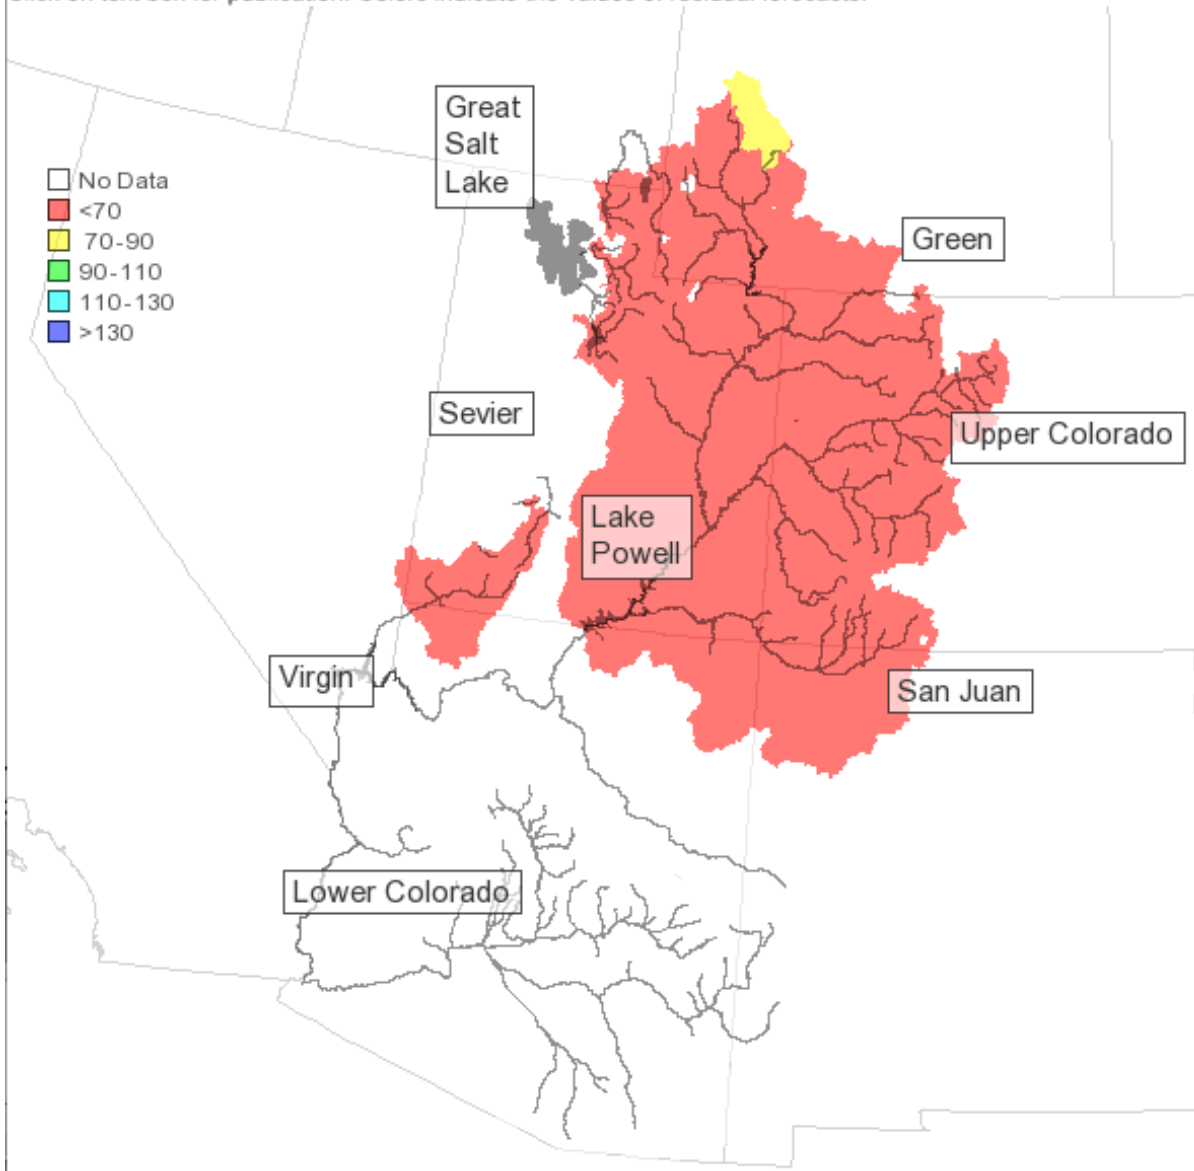 Great
Salt
Lake
No Data
<70
70-90
90-110
110-130
>130
Green
Sevier
Upper Colorado
Lake
Powell
Virgin
San Juan
Lower Colorado